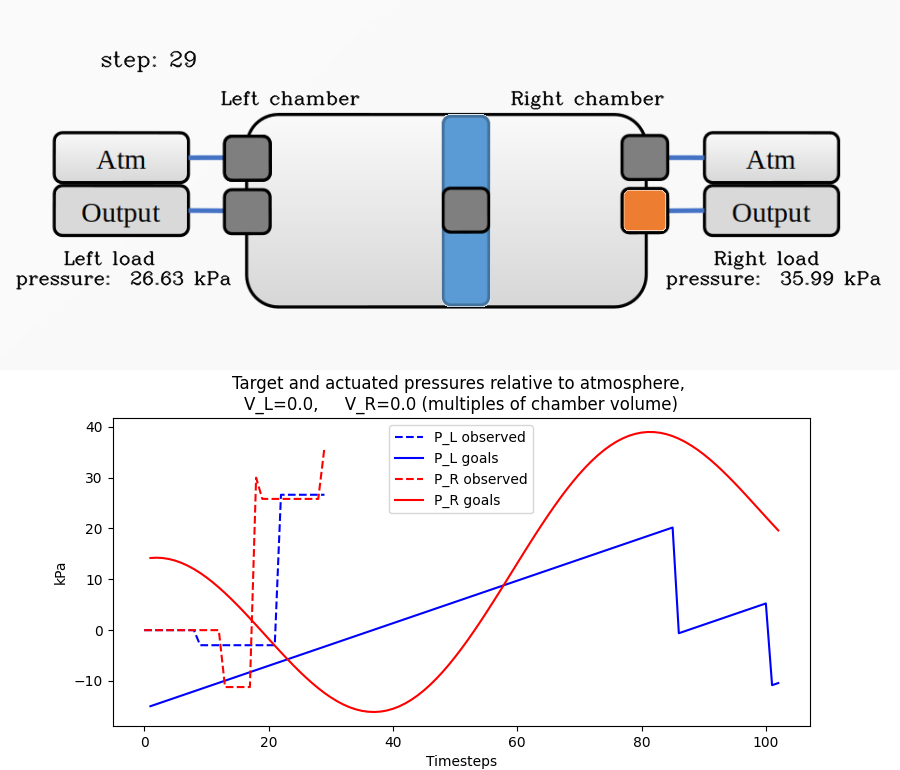 step: 29
Left chamber
Right chamber
Atm
Atm
Output
Output
Left load
pressure: 26.63 kPa
Right load
pressure: 35.99 kPa
Target and actuated pressures relative to atmosphere,
V_L=0.0, V_R=0.0 (multiples of chamber volume)
P_L observed
P_L goals
P_R observed
P_R goals
kPa
40
30
20
10
0
−10
0
20
40
60
80
100
Timesteps